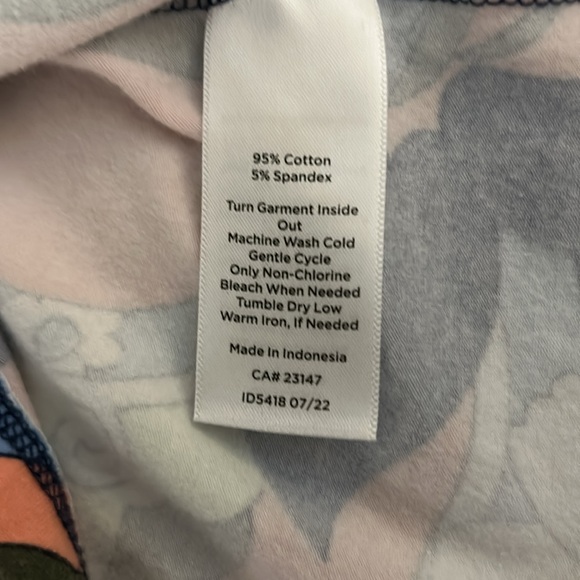 95% Cotton
5% Spandex
Turn Garment Inside
Out
Machine Wash Cold
Gentle Cycle
Only Non-Chlorine
Bleach When Needed
Tumble Dry Low
Warm Iron, If Needed
Made In Indonesia
CA# 23147
ID5418 07/22